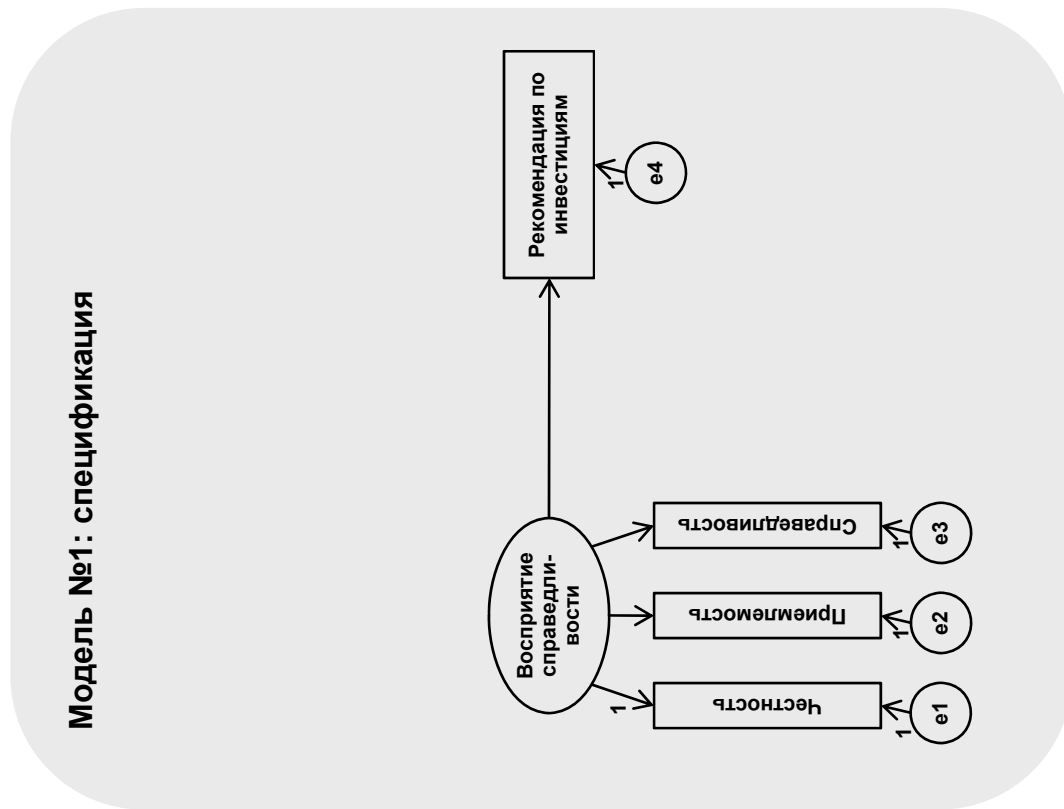 Модель №1: спецификация
Восприятие
справедли-
вости
Рекомендация по
инвестициям
1
e4
1
Честность
Приемлемость
Справедливость
1
e1
1
e2
1
e3